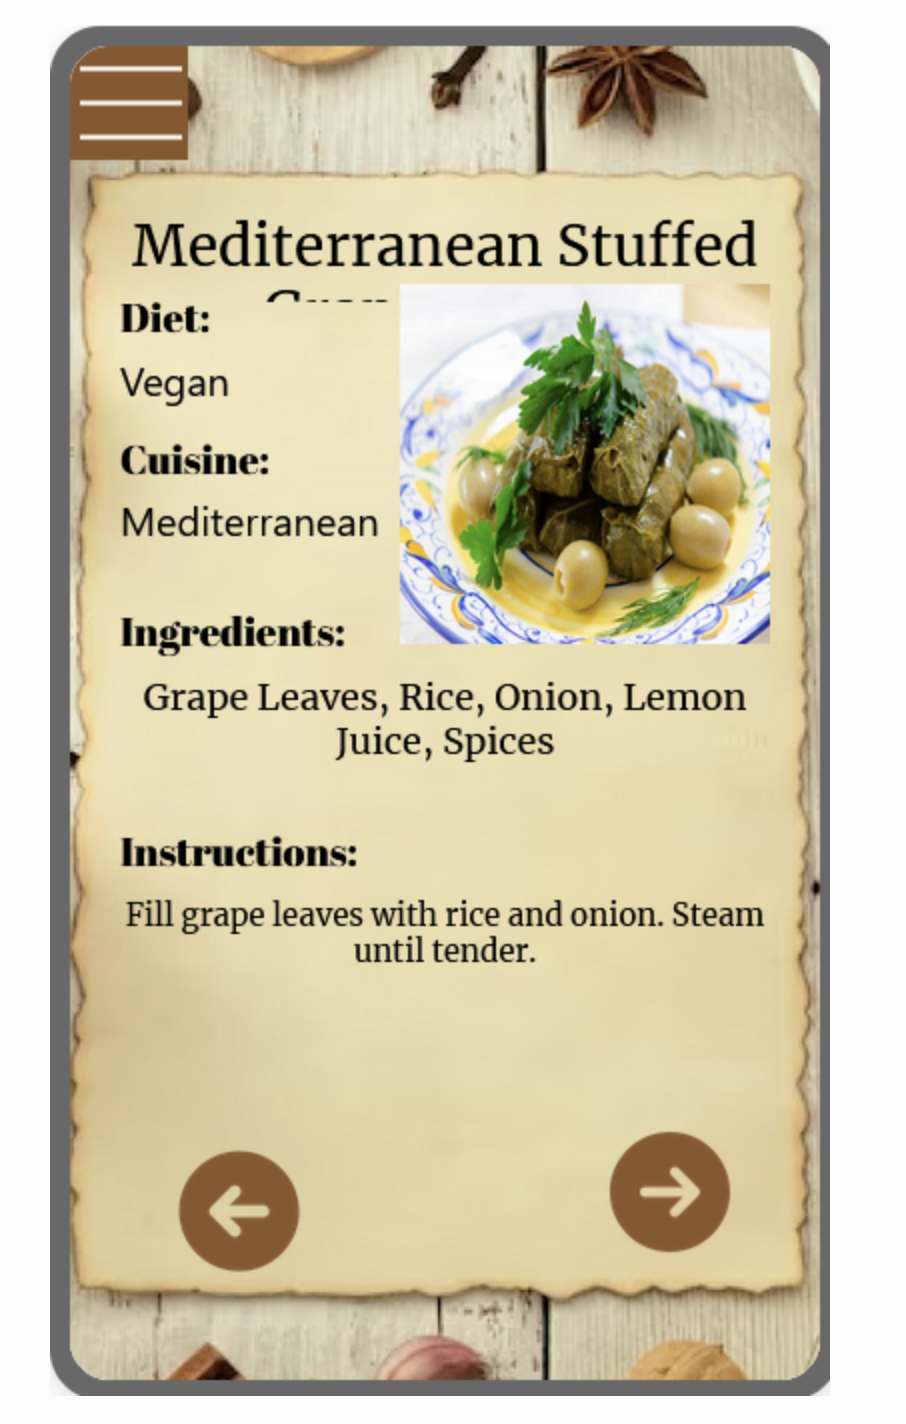 Mediterranean Stuffed
Diet:
Vegan
Cuisine:
Mediterranean
Ingredients:
Grape Leaves, Rice, Onion, Lemon
Juice, Spices
Instructions:
Fill grape leaves with rice and onion. Steam
until tender.